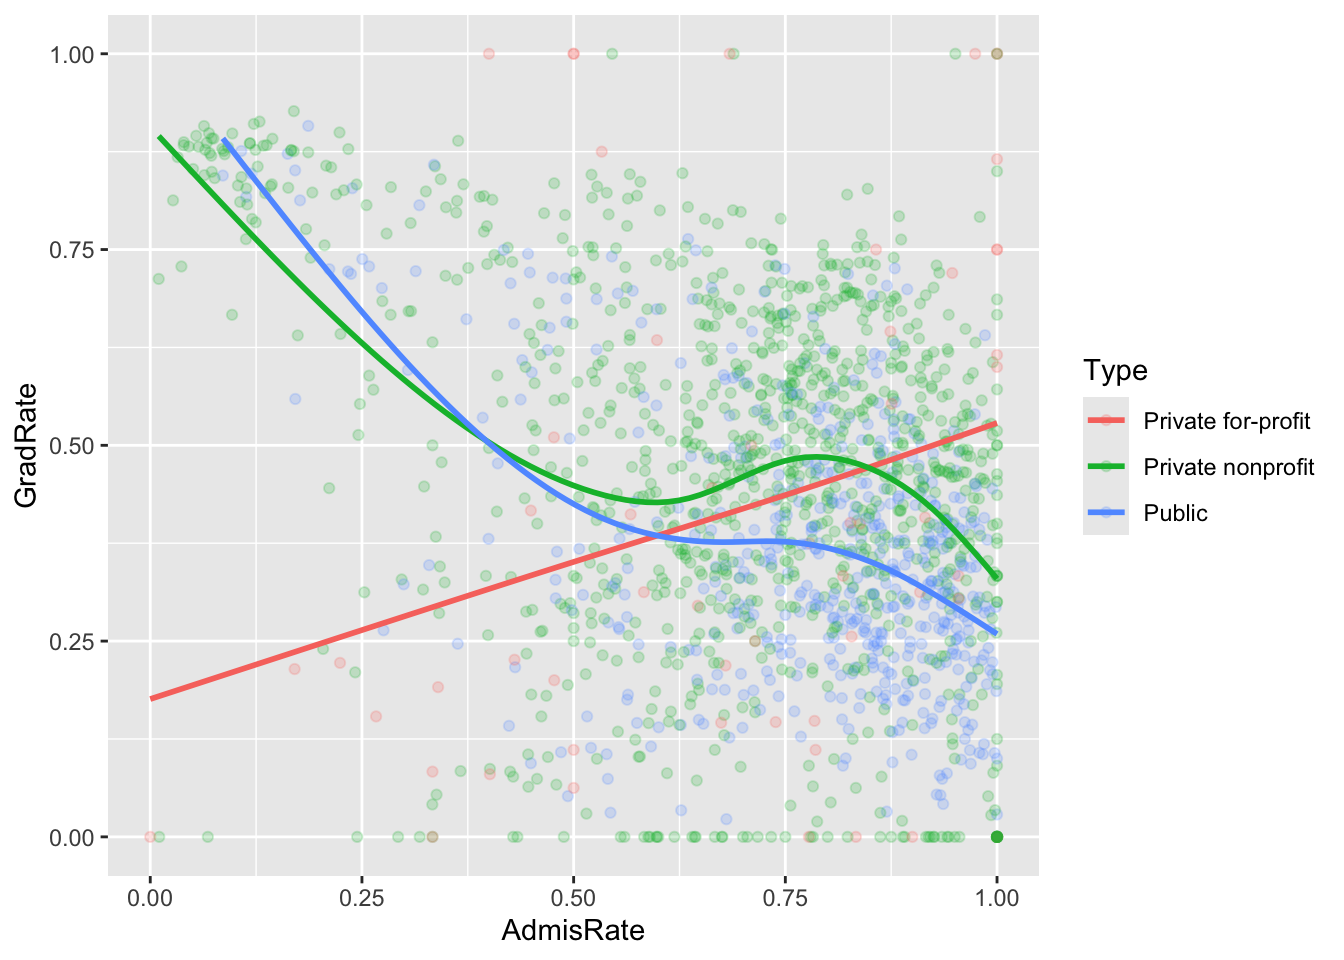 1.00
0.75
0.50
0.25
0.00
GradRate
0.00 0.25 0.50 0.75 1.00
AdmisRate
Type
Private for-profit
Private nonprofit
Public